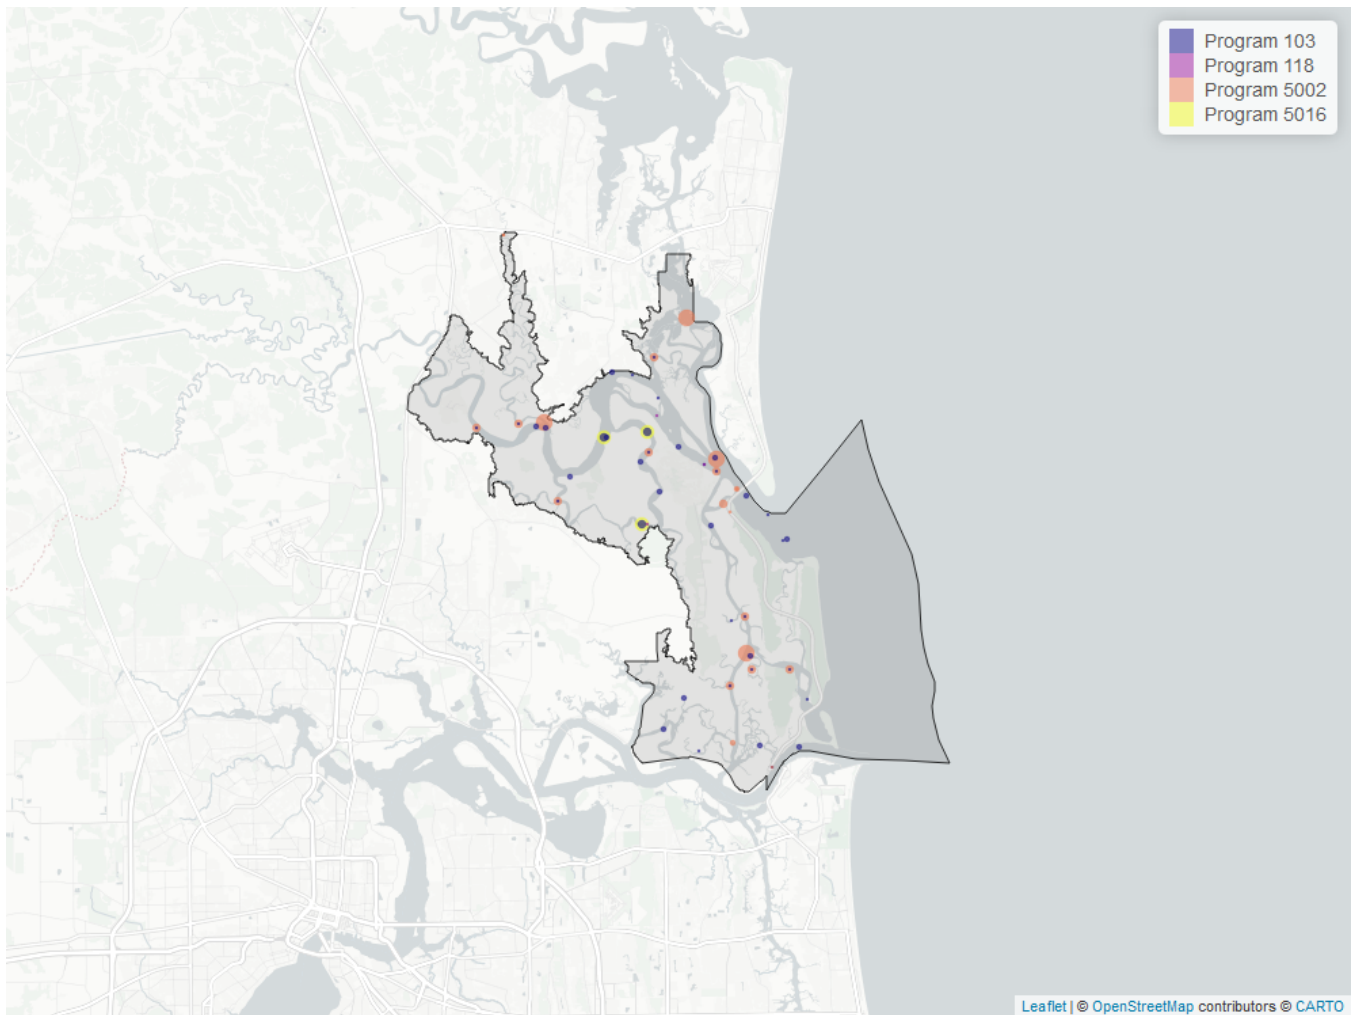 Program 103
Program 118
Program 5002
Program 5016
Leaflet | © OpenStreetMap contributors © CARTO